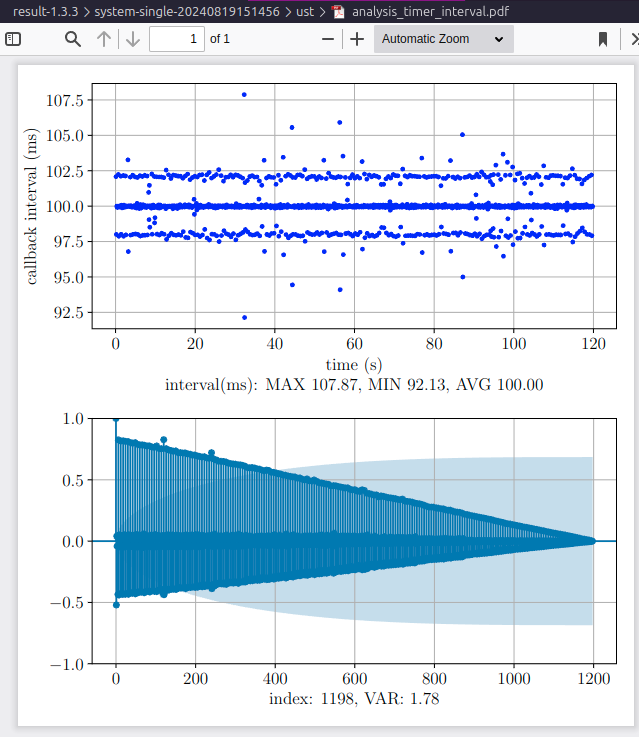 result-1.3.3 > system-single-20240819151456 > ust > analysis_timer_interval.pdf
1 of 1 Automatic Zoom
107.5
105.0
102.5
100.0
97.5
95.0
92.5
callback interval (ms)
0 20 40 60 80 100 120
time (s)
interval(ms): MAX 107.87, MIN 92.13, AVG 100.00
1.0
0.5
0.0
−0.5
−1.0
0 200 400 600 800 1000 1200
index: 1198, VAR: 1.78